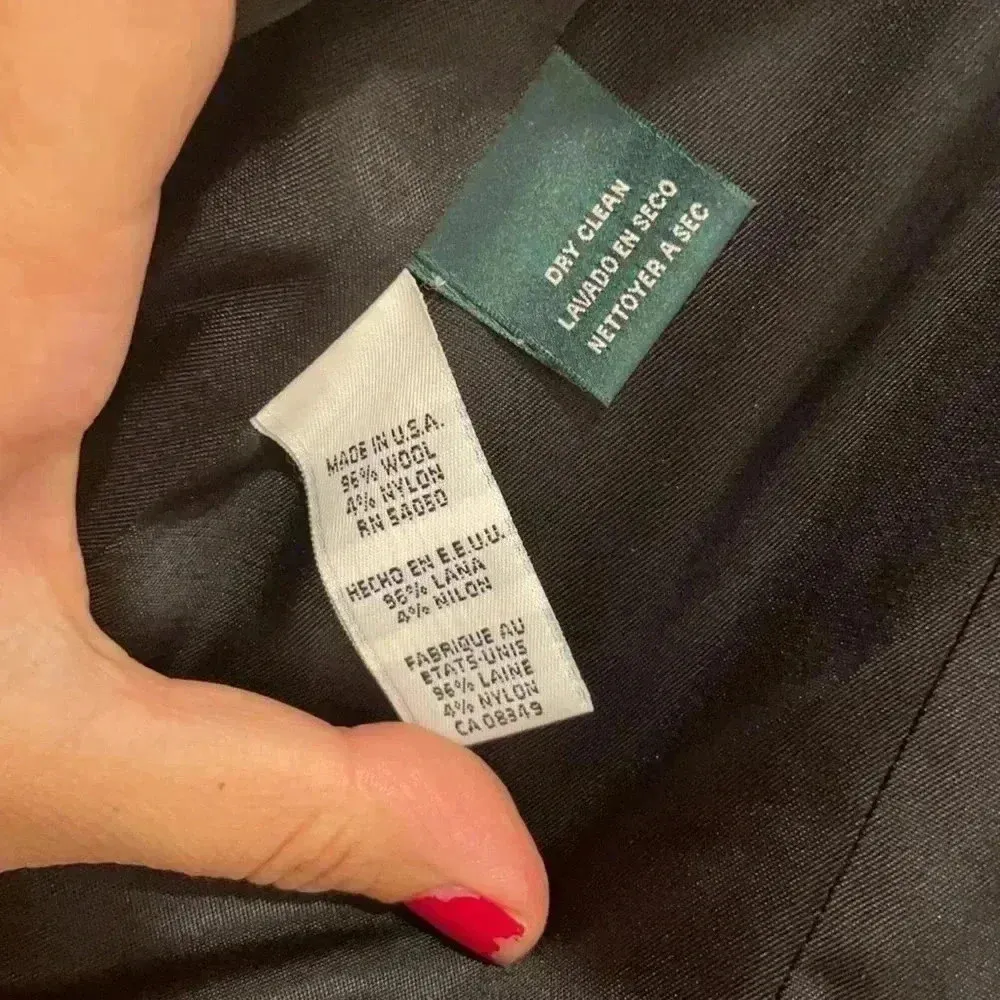 DRY CLEAN
LAVADO EN SECO
NETTOYER A SEC
MADE IN U.S.A.
96% WOOL
4% NYLON
RN 54050
HECHO EN E.E.U.U.
96% LANA
4% NILON
FABRIQUE AU
ETATS-UNIS
96% LAINE
4% NYLON
CA 08349